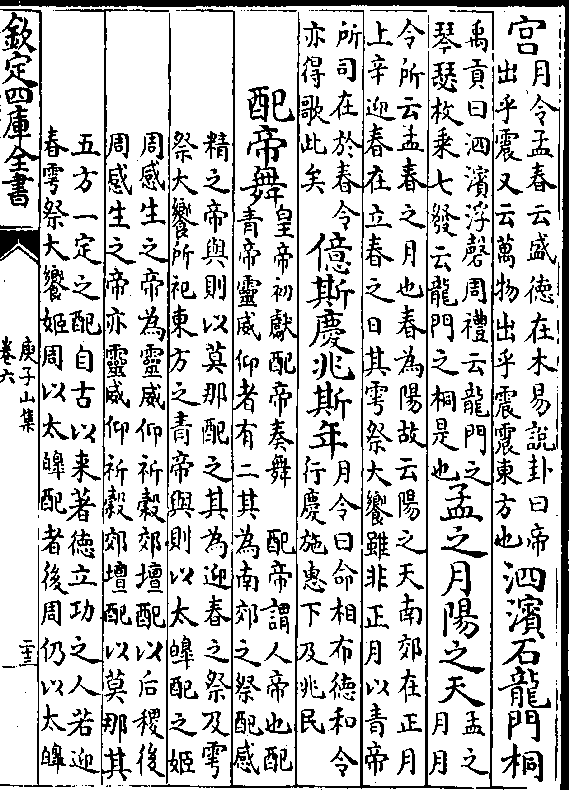 宫
月令孟春云盛德在木易説卦曰帝
出乎震又云萬物出乎震震東方也
泗濱石龍門桐
禹貢曰泗濱浮磬周禮云龍門之
琴瑟枚乘七發云龍門之桐是也
孟之月陽之天
孟之
月月
令所云孟春之月也春為陽故云陽之天南郊在正月
上辛迎春在立春之日其雩祭大饗雖非正月以青帝
所司在於春令
亦得歌此矣
億斯慶兆斯年
月令曰命相布德和令
行慶施惠下及兆民
配帝舞
皇帝初獻配帝奏舞　配帝謂人帝也配
青帝靈威仰者有二其為南郊之祭配感
精之帝與則以莫那配之其為迎春之祭及雩
祭大饗所祀東方之青帝與則以太皞配之姬
周感生之帝為靈威仰祈榖郊壇配以后稷後
周感生之帝亦靈威仰祈榖郊壇配以莫那其
五方一定之配自古以来著徳立功之人若迎
春雩祭大饗姬周以太皞配者後周仍以太皞
欽定四庫全書
庾子山集
卷六
二十三